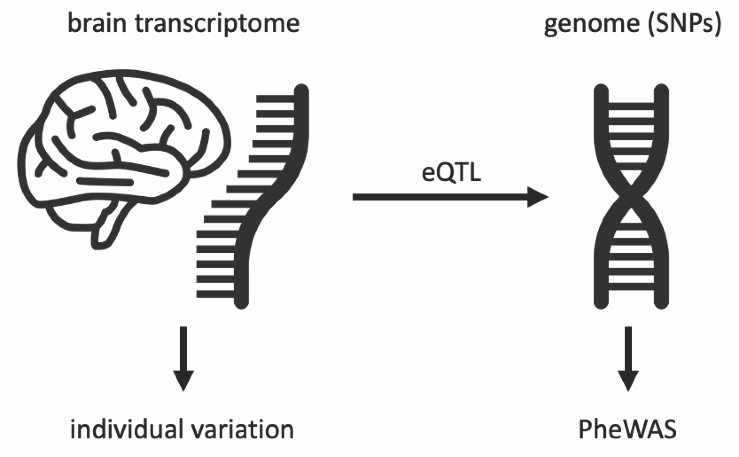 brain transcriptome
genome (SNPs)
eQTL
individual variation
PheWAS